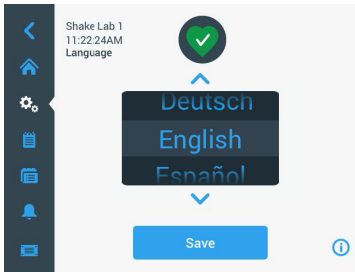 Shake Lab 1
11:22:24AM
Language
Deutsch
English
Español
Save